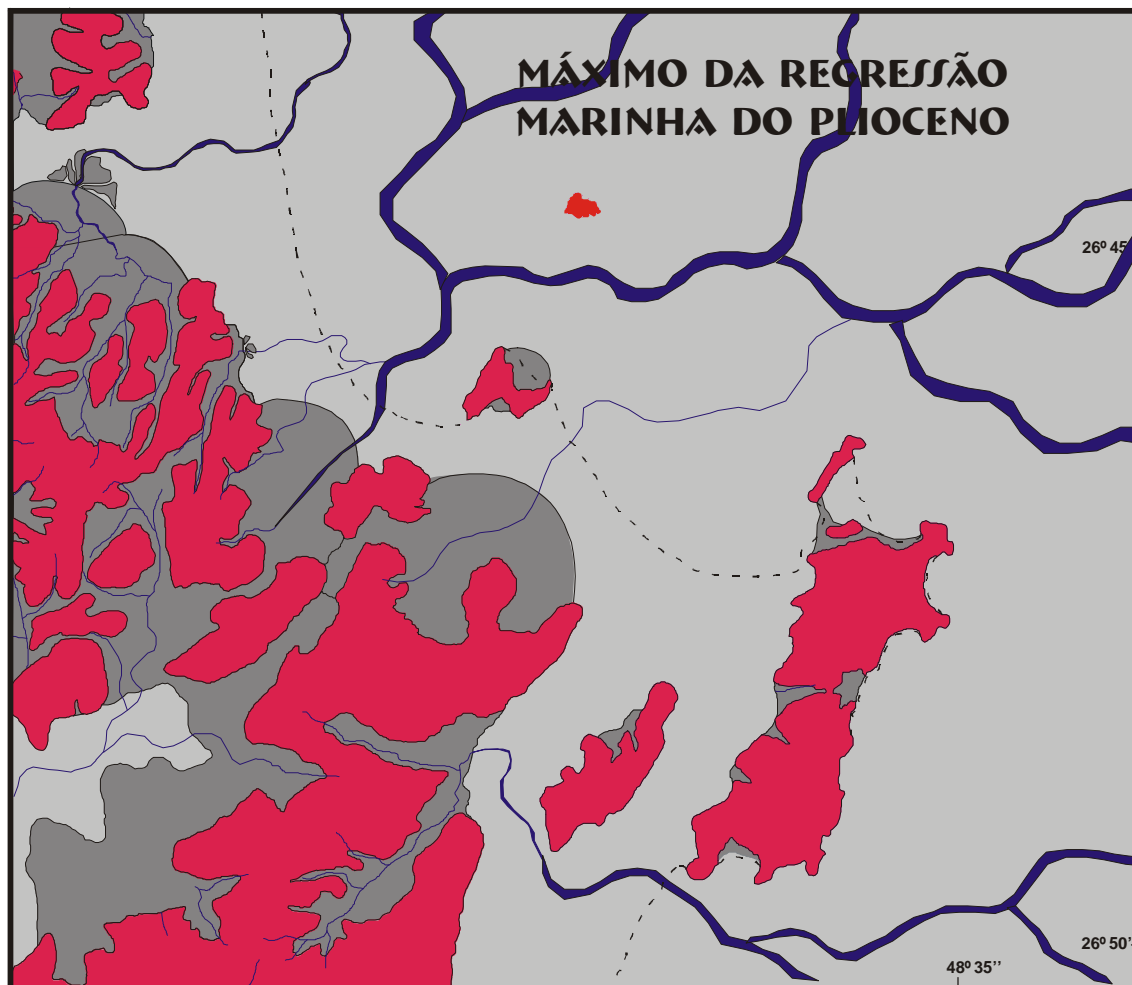 MÁXIMO DA REGRESSÃO
MARINHA DO PLIOCENO
26º 45
26º 50'
48º 35''